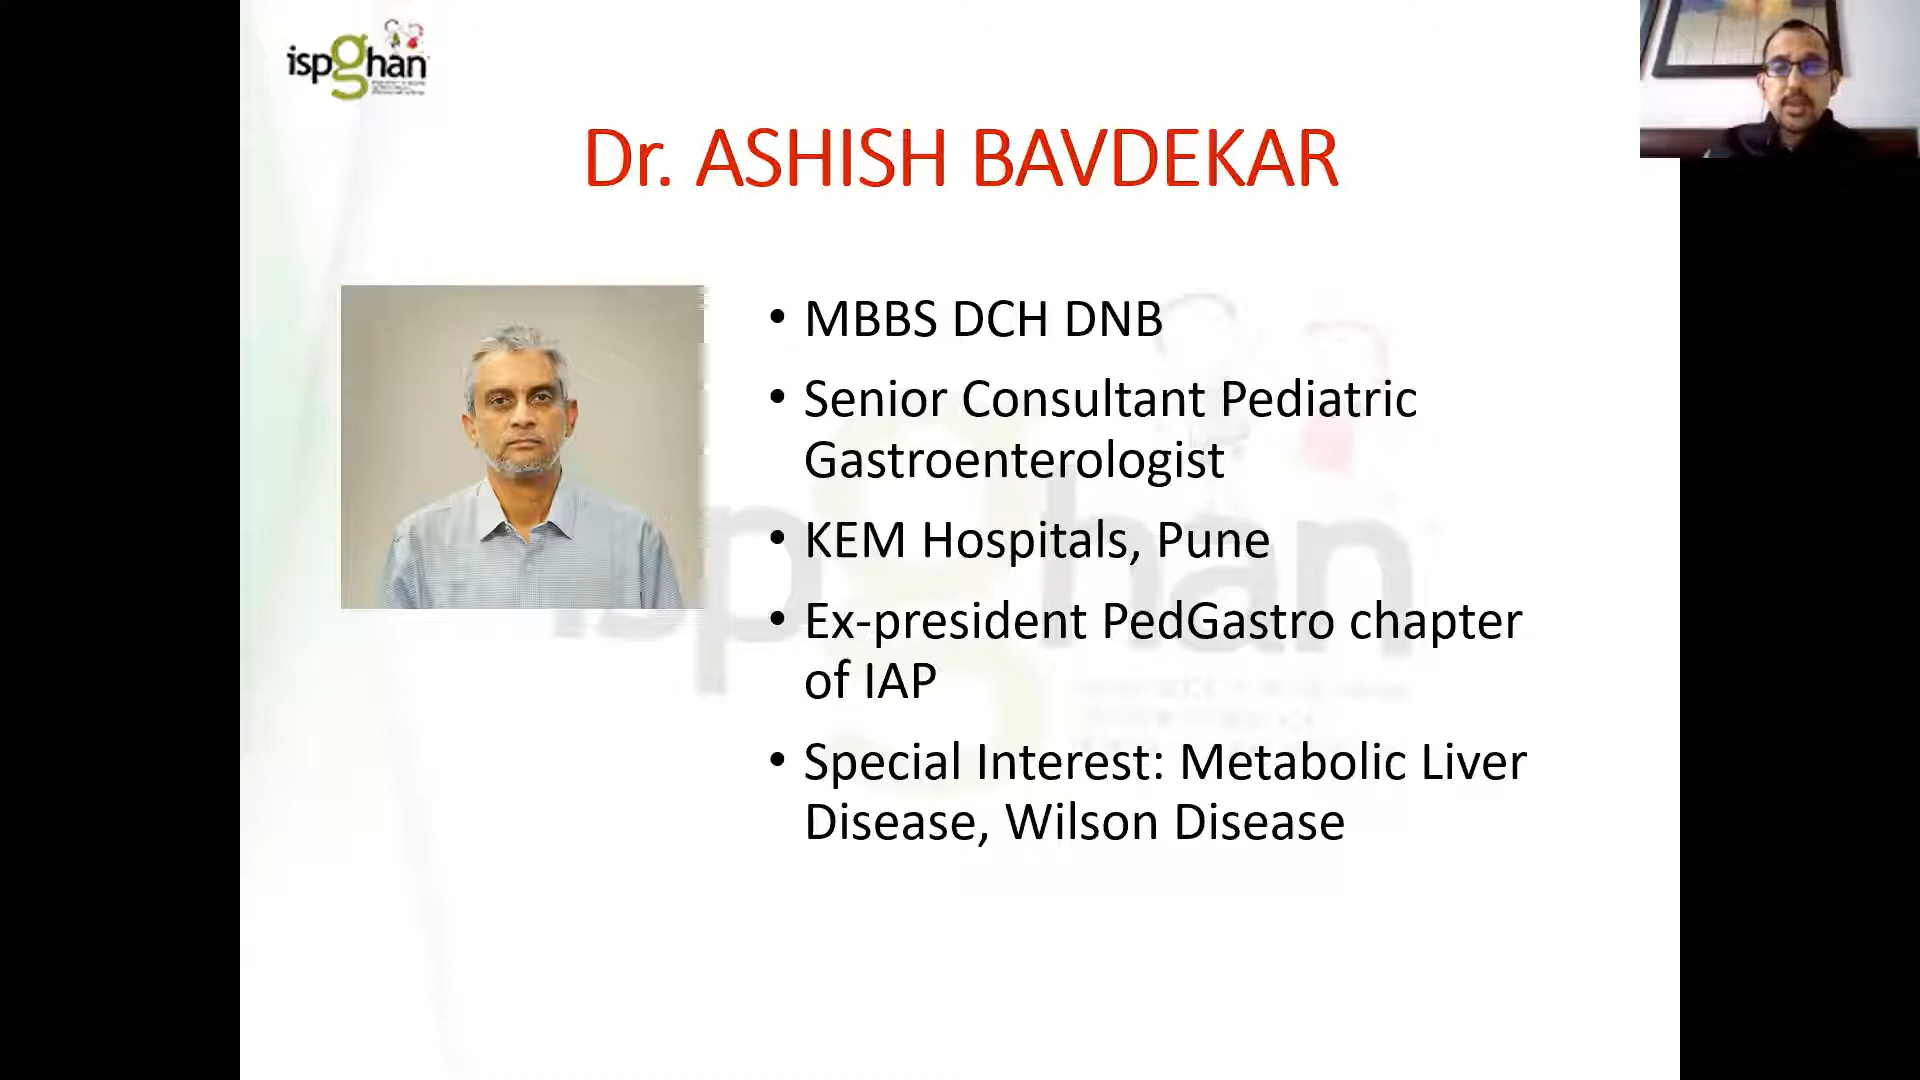 ispghan
Dr. ASHISH BAVDEKAR
• MBBS DCH DNB
• Senior Consultant Pediatric
Gastroenterologist
• KEM Hospitals, Pune
• Ex-president PedGastro chapter
of IAP
• Special Interest: Metabolic Liver
Disease, Wilson Disease
ispghan